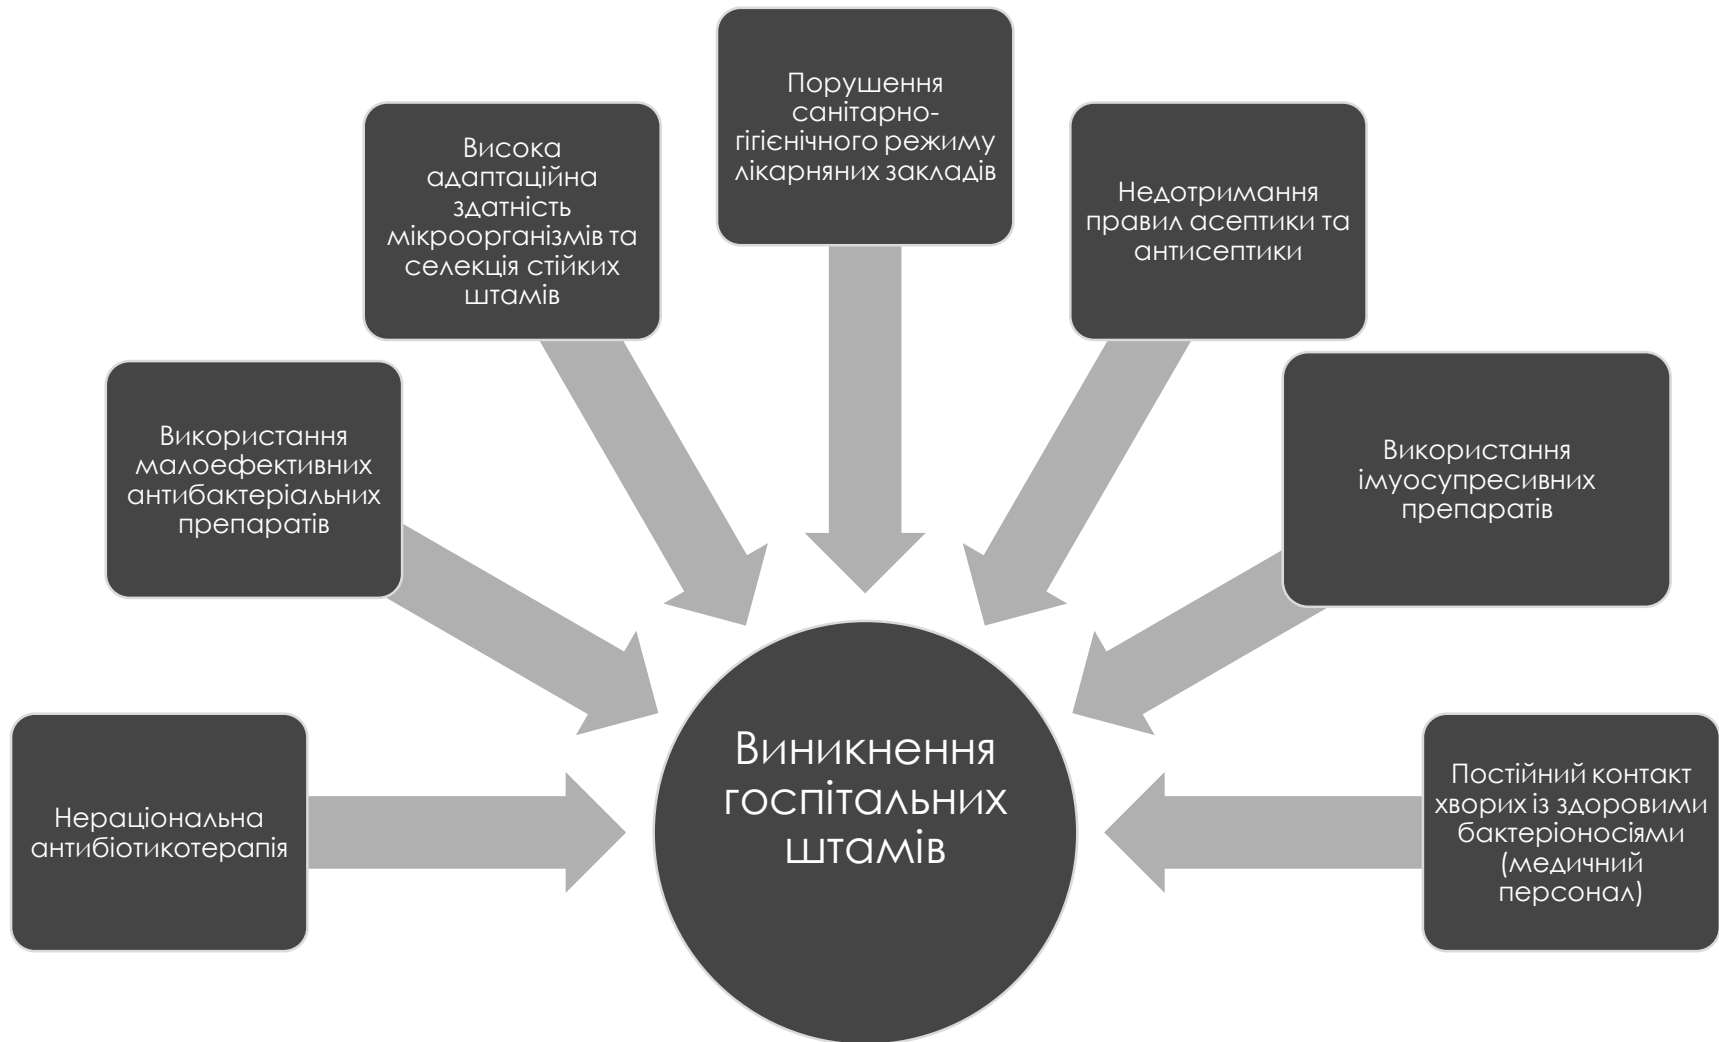 Порушення
санітарно-
гігієнічного режиму
лікарняних закладів
Висока
адаптаційна
здатність
мікроорганізмів та
селекція стійких
штамів
Недотримання
правил асептики та
антисептики
Використання
малоефективних
антибактеріальних
препаратів
Використання
імуосупресивних
препаратів
Нераціональна
антибіотикотерапія
Виникнення
госпітальних
штамів
Постійний контакт
хворих із здоровими
бактеріоносіями
(медичний
персонал)